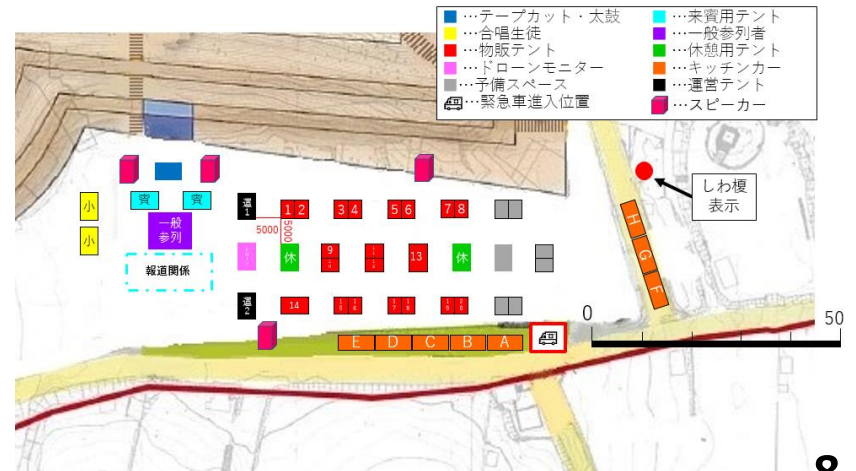 …テープカット・太鼓
…合唱生徒
…物販テント
…ドローンモニター
…予備スペース
…緊急車進入位置
…来賓用テント
…一般参列者
…休憩用テント
…キッチンカー
…運営テント
…スピーカー
しわ榎
表示
小
小
賓
賓
一般
参列
報道関係
運
1
1 2
3 4
5 6
7 8
5000
5000
休
9
13
休
運
2
14
E D C B A
H
G
F
0
50
8